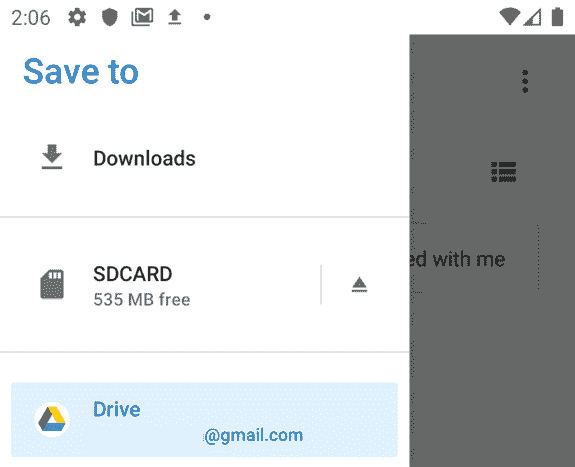 2:06
Save to
Downloads
SDCARD
535 MB free
ed with me
Drive
@gmail.com